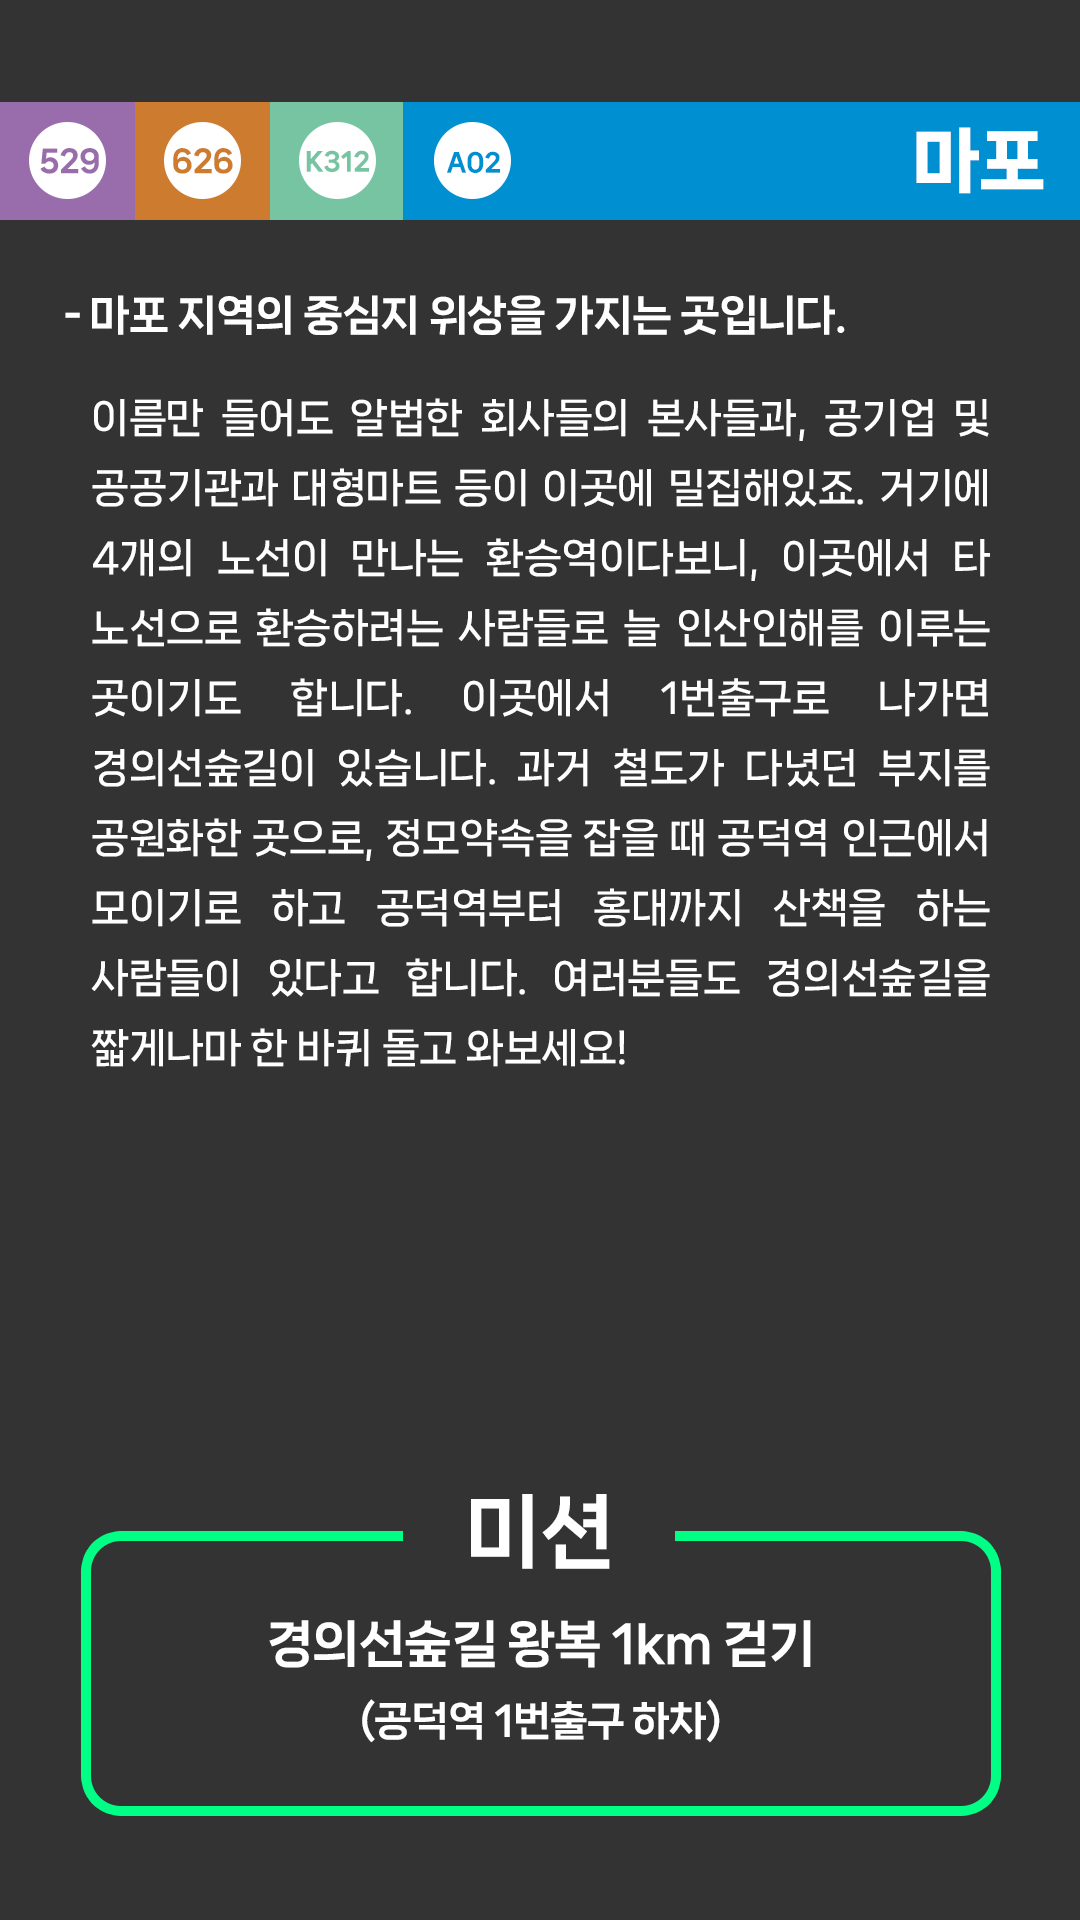 529 626 K312 A02 마포
- 마포 지역의 중심지 위상을 가지는 곳입니다.
이름만 들어도 알법한 회사들의 본사들과, 공기업 및
공공기관과 대형마트 등이 이곳에 밀집해있죠. 거기에
4개의 노선이 만나는 환승역이다보니, 이곳에서 타
노선으로 환승하려는 사람들로 늘 인산인해를 이루는
곳이기도 합니다. 이곳에서 1번출구로 나가면
경의선숲길이 있습니다. 과거 철도가 다녔던 부지를
공원화한 곳으로, 정모약속을 잡을 때 공덕역 인근에서
모이기로 하고 공덕역부터 홍대까지 산책을 하는
사람들이 있다고 합니다. 여러분들도 경의선숲길을
짧게나마 한 바퀴 돌고 와보세요!
미션
경의선숲길 왕복 1km 걷기
(공덕역 1번출구 하차)